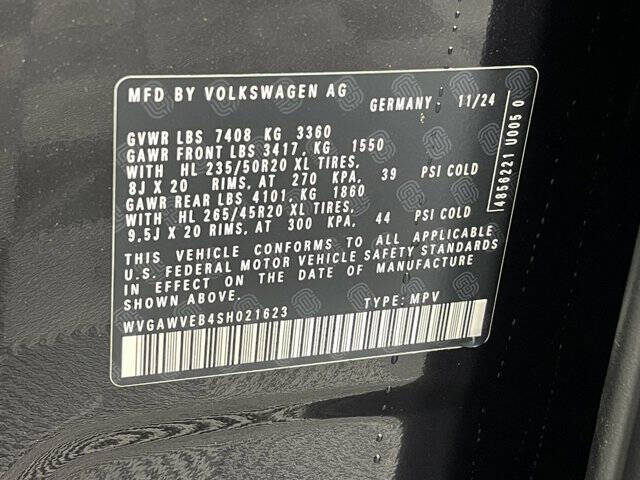 MFD BY VOLKSWAGEN AG GERMANY 11/24
GVWR LBS 7408 KG 3360
GAWR FRONT LBS 3417, KG 1550
WITH HL 235/50R20 XL TIRES,
8J X 20 RIMS, AT 270 KPA, 39 PSI COLD
GAWR REAR LBS 4101, KG 1860
WITH HL 265/45R20 XL TIRES,
9,5J X 20 RIMS, AT 300 KPA, 44 PSI COLD
THIS VEHICLE CONFORMS TO ALL APPLICABLE
U.S. FEDERAL MOTOR VEHICLE SAFETY STANDARDS
IN EFFECT ON THE DATE OF MANUFACTURE
SHOWN ABOVE.
WVGAWVEB4SH021623 TYPE: MPV
4856221 U005 0